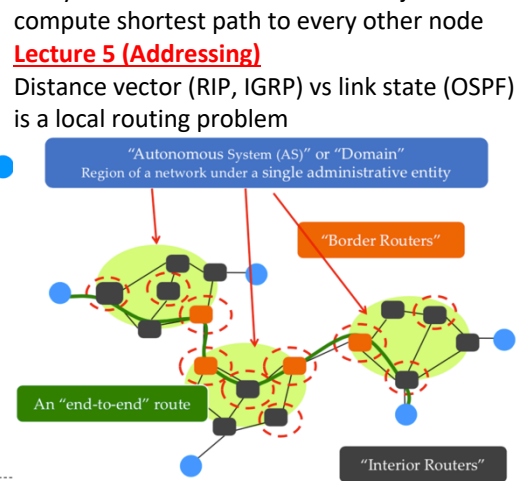 compute shortest path to every other node
Lecture 5 (Addressing)
Distance vector (RIP, IGRP) vs link state (OSPF)
is a local routing problem
“Autonomous System (AS)” or “Domain”
Region of a network under a single administrative entity
“Border Routers”
An “end-to-end” route
“Interior Routers”